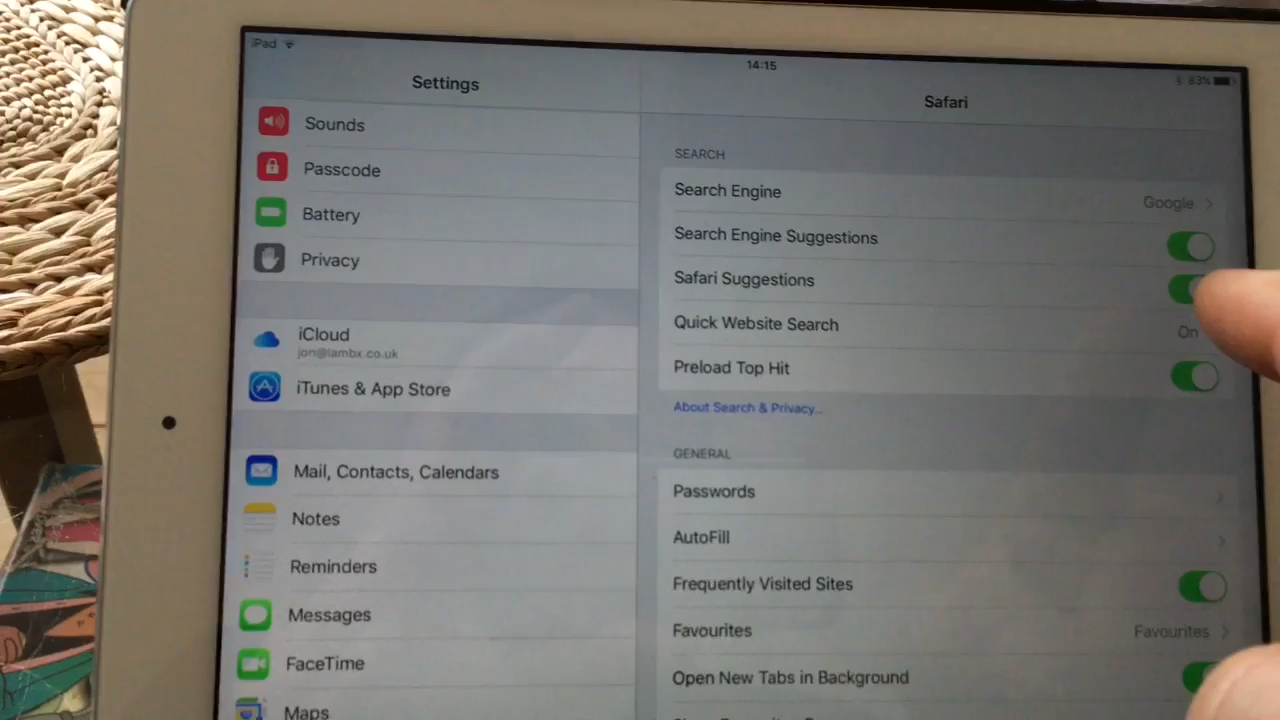 iPad
14:15
83%
Settings
Safari
Sounds
Passcode
Battery
Privacy
iCloud
jon@lambx.co.uk
iTunes & App Store
Mail, Contacts, Calendars
Notes
Reminders
Messages
FaceTime
Maps
SEARCH
Search Engine
Google
Search Engine Suggestions
Safari Suggestions
Quick Website Search
On
Preload Top Hit
About Search & Privacy...
GENERAL
Passwords
AutoFill
Frequently Visited Sites
Favourites
Favourites
Open New Tabs in Background